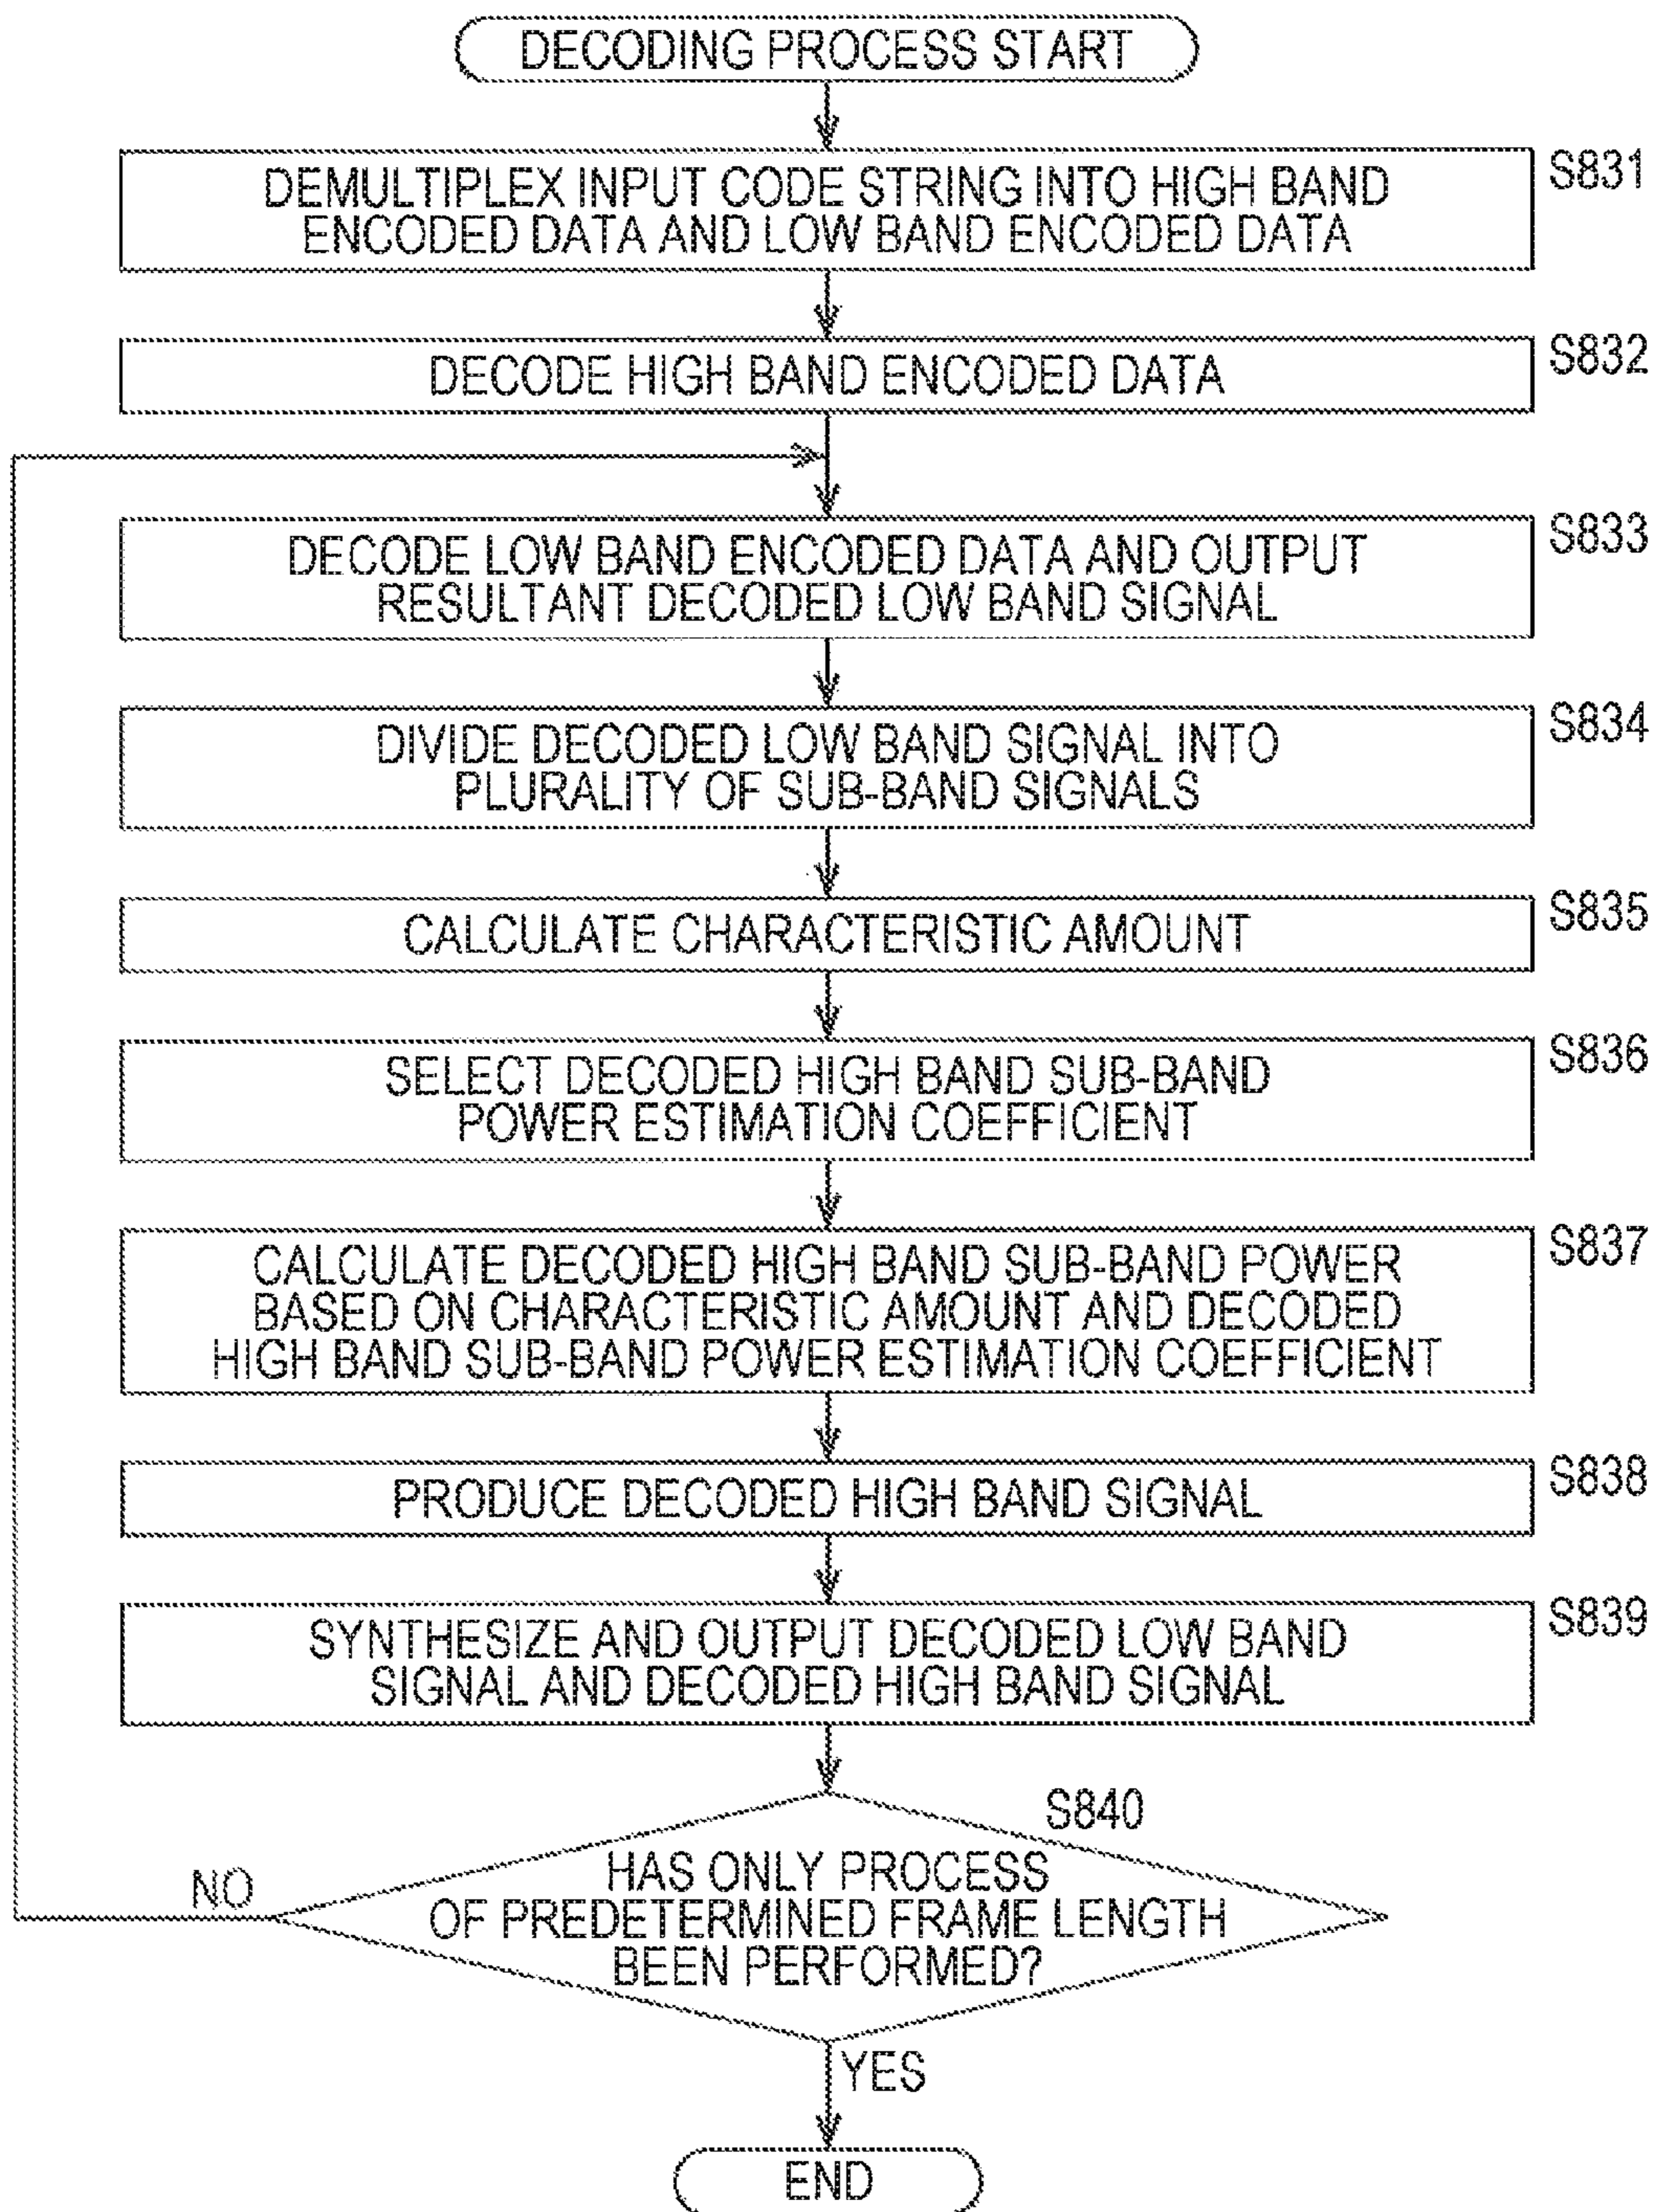 DECODING PROCESS START
S831
DEMULTIPLEX INPUT CODE STRING INTO HIGH BAND
ENCODED DATA AND LOW BAND ENCODED DATA
S832
DECODE HIGH BAND ENCODED DATA
S833
DECODE LOW BAND ENCODED DATA AND OUTPUT
RESULTANT DECODED LOW BAND SIGNAL
S834
DIVIDE DECODED LOW BAND SIGNAL INTO
PLURALITY OF SUB-BAND SIGNALS
S835
CALCULATE CHARACTERISTIC AMOUNT
S836
SELECT DECODED HIGH BAND SUB-BAND
POWER ESTIMATION COEFFICIENT
S837
CALCULATE DECODED HIGH BAND SUB-BAND POWER
BASED ON CHARACTERISTIC AMOUNT AND DECODED
HIGH BAND SUB-BAND POWER ESTIMATION COEFFICIENT
S838
PRODUCE DECODED HIGH BAND SIGNAL
S839
SYNTHESIZE AND OUTPUT DECODED LOW BAND
SIGNAL AND DECODED HIGH BAND SIGNAL
S840
HAS ONLY PROCESS
OF PREDETERMINED FRAME LENGTH
BEEN PERFORMED?
NO
YES
END